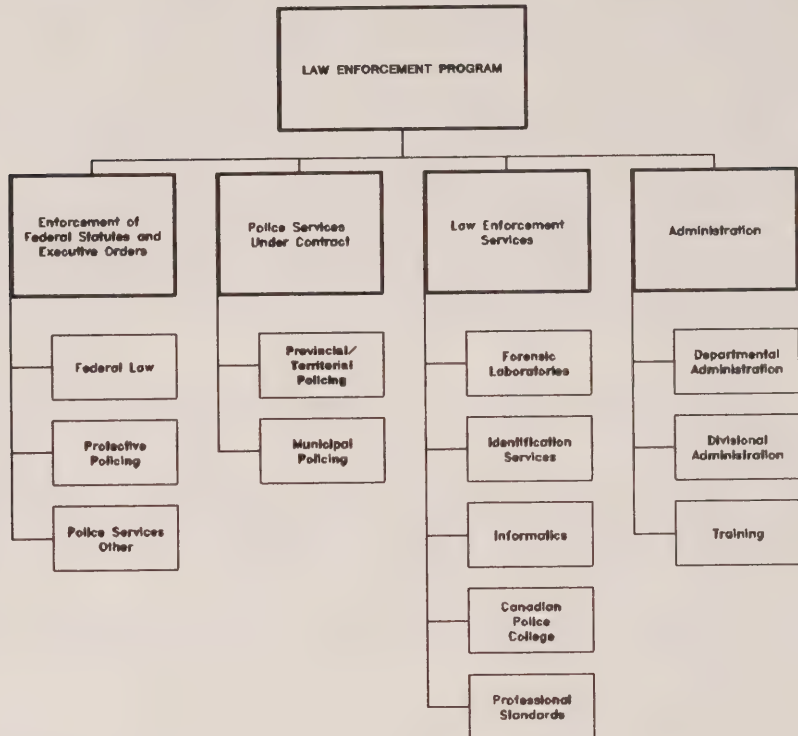 LAW ENFORCEMENT PROGRAM
Enforcement of
Federal Statutes and
Executive Orders
Federal Law
Protective
Policing
Police Services
Other
Police Services
Under Contract
Provincial/
Territorial
Policing
Municipal
Policing
Law Enforcement
Services
Forensic
Laboratories
Identification
Services
Informatics
Canadian
Police
College
Professional
Standards
Administration
Departmental
Administration
Divisional
Administration
Training